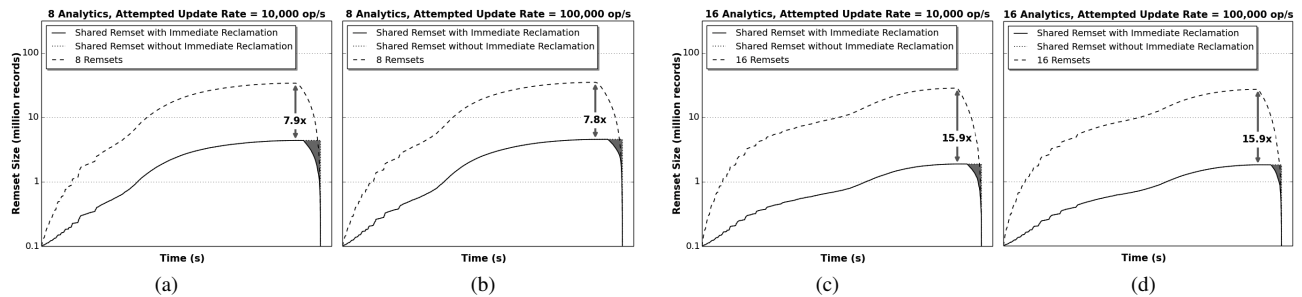 8 Analytics, Attempted Update Rate = 10,000 op/s
Remset Size (million records)
100
10
1
0.1
Shared Remset with Immediate Reclamation
Shared Remset without Immediate Reclamation
8 Remsets
7.9x
Time (s)
(a)
8 Analytics, Attempted Update Rate = 100,000 op/s
Shared Remset with Immediate Reclamation
Shared Remset without Immediate Reclamation
8 Remsets
7.8x
Time (s)
(b)
16 Analytics, Attempted Update Rate = 10,000 op/s
Remset Size (million records)
100
10
1
0.1
Shared Remset with Immediate Reclamation
Shared Remset without Immediate Reclamation
16 Remsets
15.9x
Time (s)
(c)
16 Analytics, Attempted Update Rate = 100,000 op/s
Shared Remset with Immediate Reclamation
Shared Remset without Immediate Reclamation
16 Remsets
15.9x
Time (s)
(d)